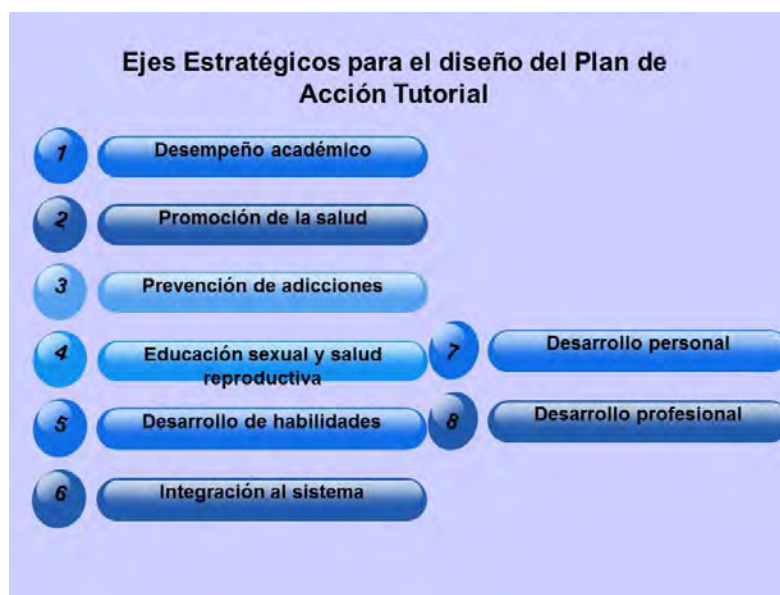 Ejes Estratégicos para el diseño del Plan de
Acción Tutorial
1 Desempeño académico
2 Promoción de la salud
3 Prevención de adicciones
4 Educación sexual y salud
reproductiva
5 Desarrollo de habilidades
6 Integración al sistema
7 Desarrollo personal
8 Desarrollo profesional